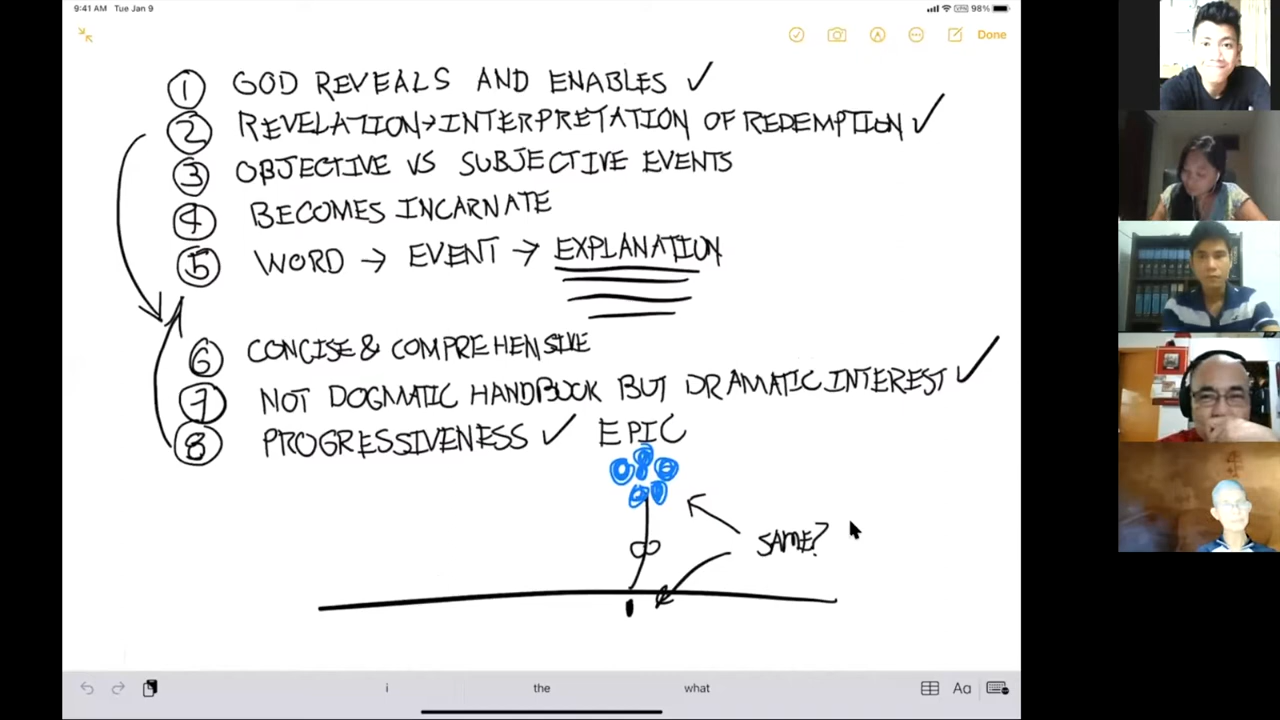 9:41 AM Tue Jan 9
VPN 98%
Done
1 GOD REVEALS AND ENABLES ✓
2 REVELATION→INTERPRETATION OF REDEMPTION ✓
3 OBJECTIVE VS SUBJECTIVE EVENTS
4 BECOMES INCARNATE
5 WORD → EVENT → EXPLANATION
6 CONCISE & COMPREHENSIVE
7 NOT DOGMATIC HANDBOOK BUT DRAMATIC INTEREST ✓
8 PROGRESSIVENESS ✓ EPIC
SAME?
i the what
Aa